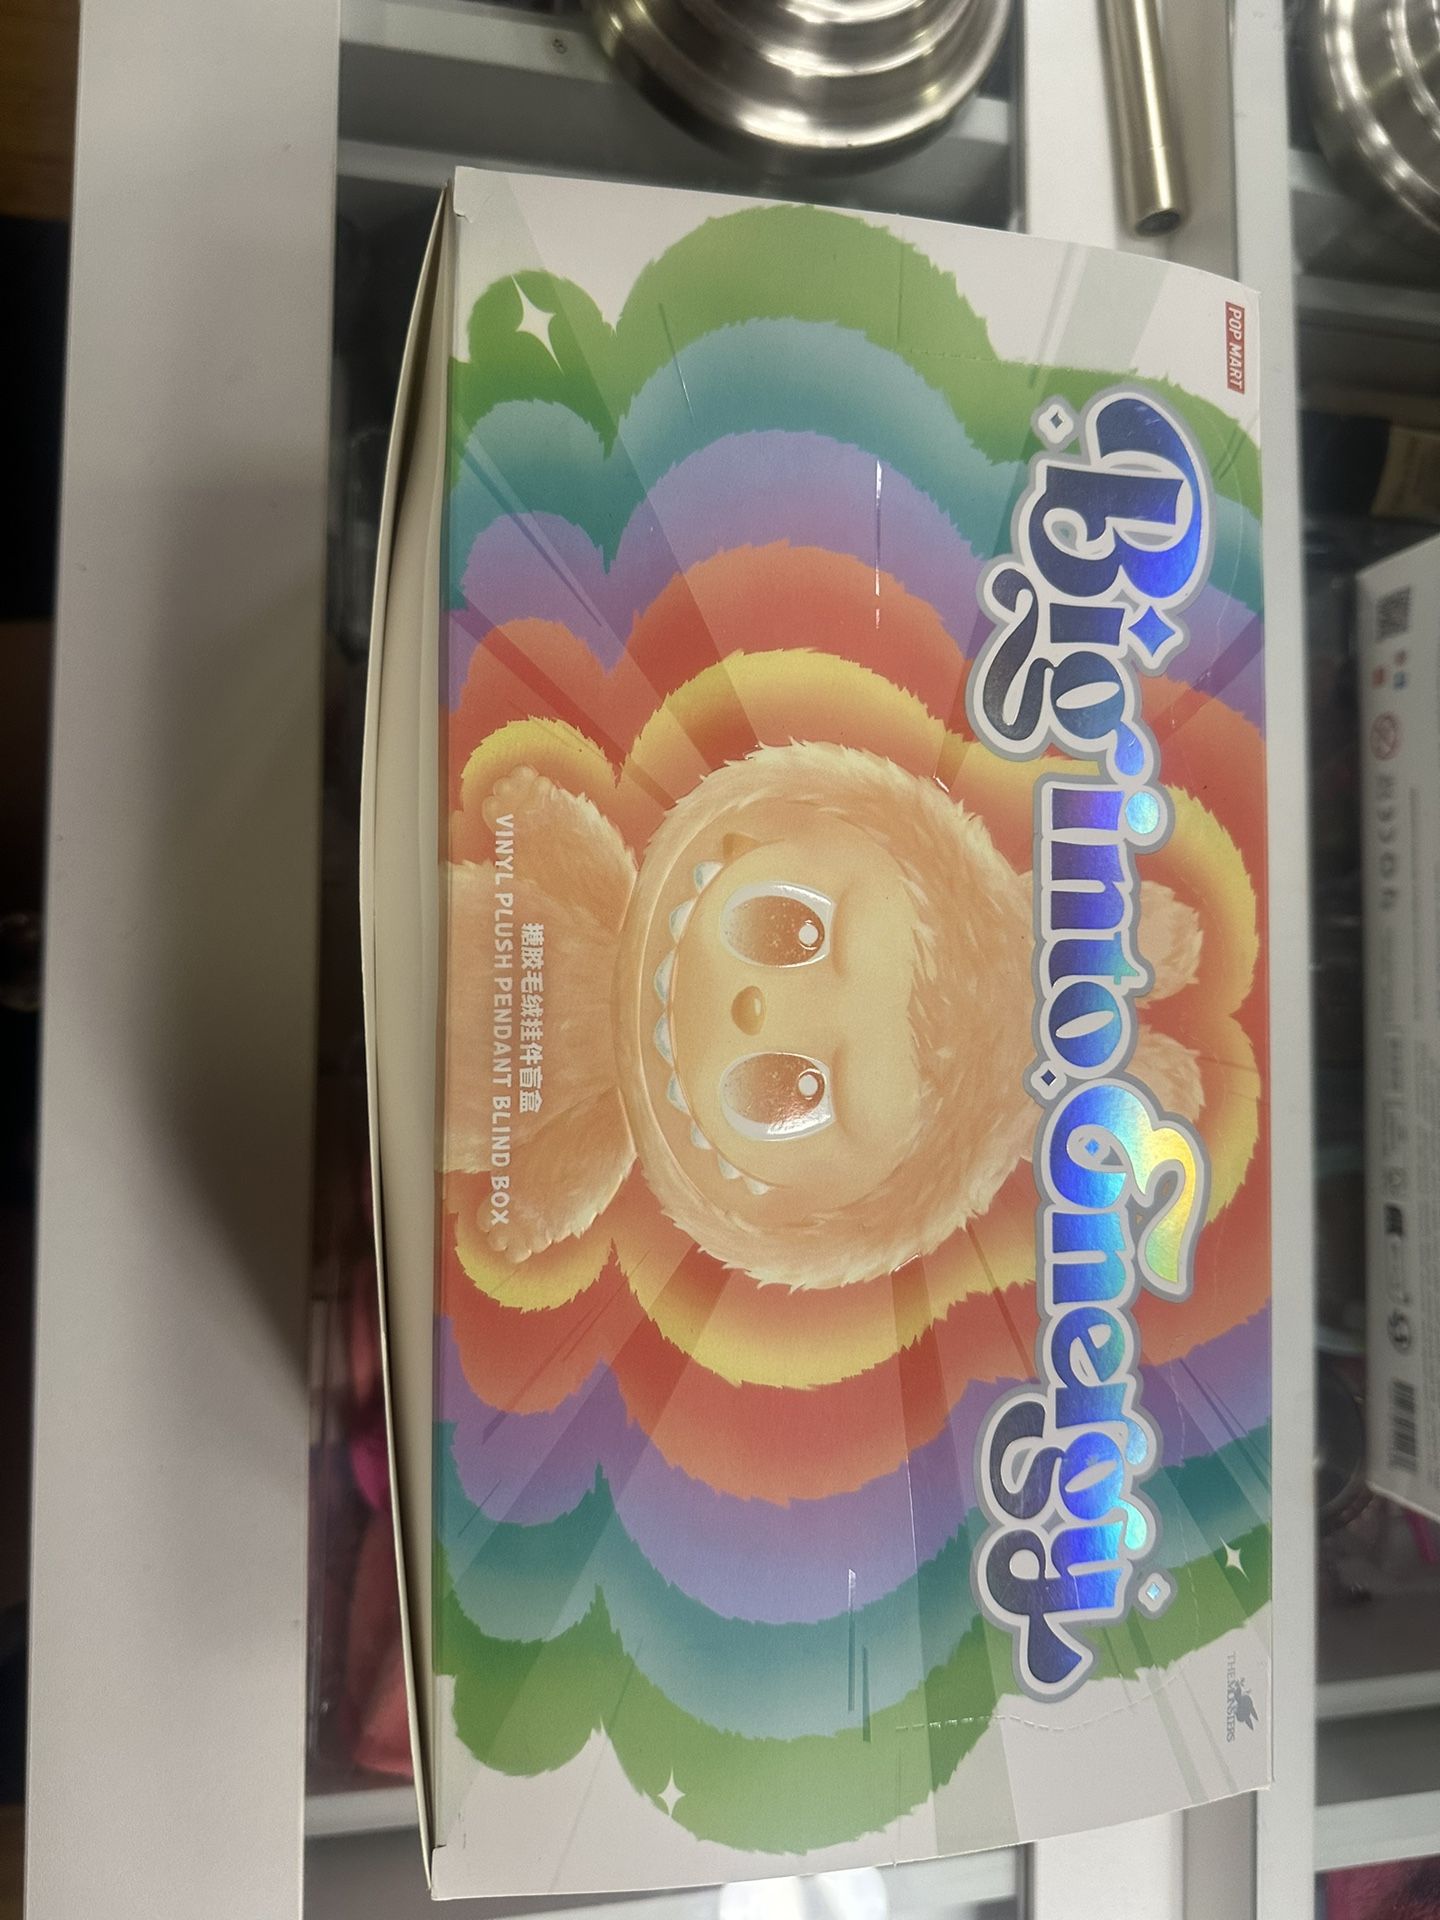 POP MART
Big into Energy
THE MONSTERS
搪胶毛绒挂件盲盒
VINYL PLUSH PENDANT BLIND BOX